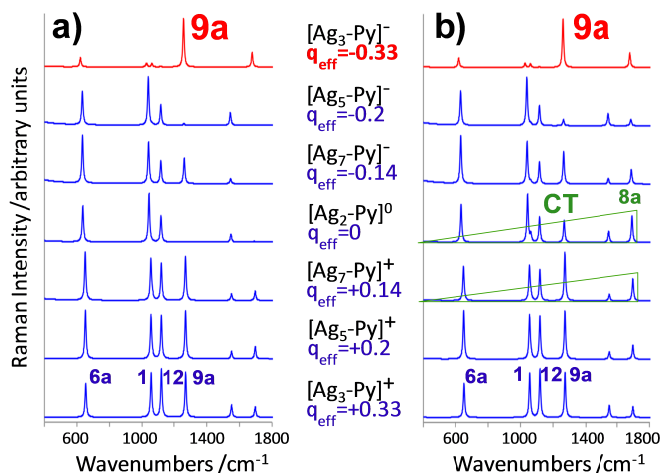 a)
9a
[Ag3-Py]⁻
qeff=-0.33
b)
9a
[Ag5-Py]⁻
qeff=-0.2
[Ag7-Py]⁻
qeff=-0.14
[Ag2-Py]⁰
qeff=0
CT
8a
[Ag7-Py]⁺
qeff=+0.14
[Ag5-Py]⁺
qeff=+0.2
6a 1 12 9a
[Ag3-Py]⁺
qeff=+0.33
6a 1 12 9a
Raman Intensity/arbitrary units
600 1000 1400 1800
600 1000 1400 1800
Wavenumbers /cm⁻¹
Wavenumbers /cm⁻¹